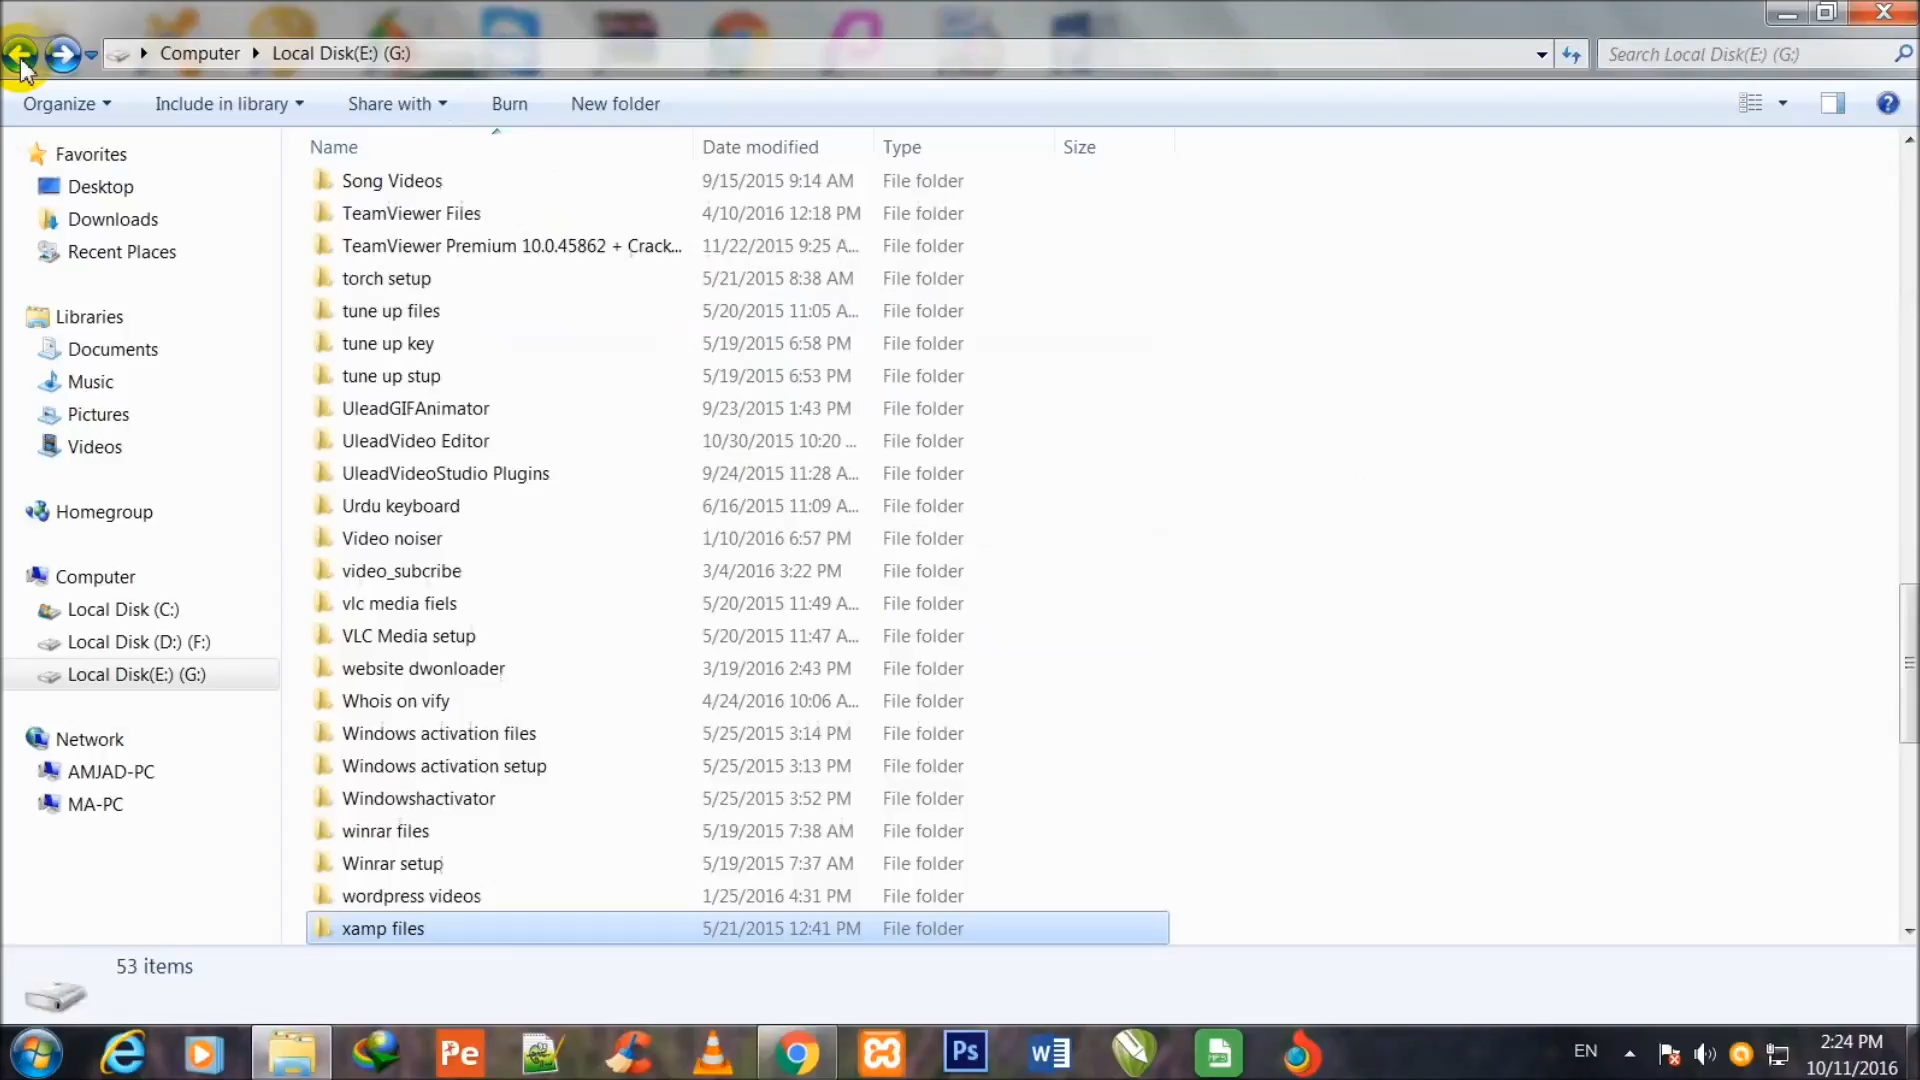 Computer Local Disk(E:) (G:) Search Local Disk(E:) (G:)
Organize Include in library Share with Burn New folder
Favorites
Desktop
Downloads
Recent Places
Libraries
Documents
Music
Pictures
Videos
Homegroup
Computer
Local Disk (C:)
Local Disk (D:) (F:)
Local Disk(E:) (G:)
Network
AMJAD-PC
MA-PC
Name Date modified Type Size
Song Videos 9/15/2015 9:14 AM File folder
TeamViewer Files 4/10/2016 12:18 PM File folder
TeamViewer Premium 10.0.45862 + Crack... 11/22/2015 9:25 A... File folder
torch setup 5/21/2015 8:38 AM File folder
tune up files 5/20/2015 11:05 A... File folder
tune up key 5/19/2015 6:58 PM File folder
tune up stup 5/19/2015 6:53 PM File folder
UleadGIFAnimator 9/23/2015 1:43 PM File folder
UleadVideo Editor 10/30/2015 10:20 ... File folder
UleadVideoStudio Plugins 9/24/2015 11:28 A... File folder
Urdu keyboard 6/16/2015 11:09 A... File folder
Video noiser 1/10/2016 6:57 PM File folder
video_subcribe 3/4/2016 3:22 PM File folder
vlc media fiels 5/20/2015 11:49 A... File folder
VLC Media setup 5/20/2015 11:47 A... File folder
website dwonloader 3/19/2016 2:43 PM File folder
Whois on vify 4/24/2016 10:06 A... File folder
Windows activation files 5/25/2015 3:14 PM File folder
Windows activation setup 5/25/2015 3:13 PM File folder
Windowshactivator 5/25/2015 3:52 PM File folder
winrar files 5/19/2015 7:38 AM File folder
Winrar setup 5/19/2015 7:37 AM File folder
wordpress videos 1/25/2016 4:31 PM File folder
xamp files 5/21/2015 12:41 PM File folder
53 items
Pe Ps W EN 2:24 PM
10/11/2016